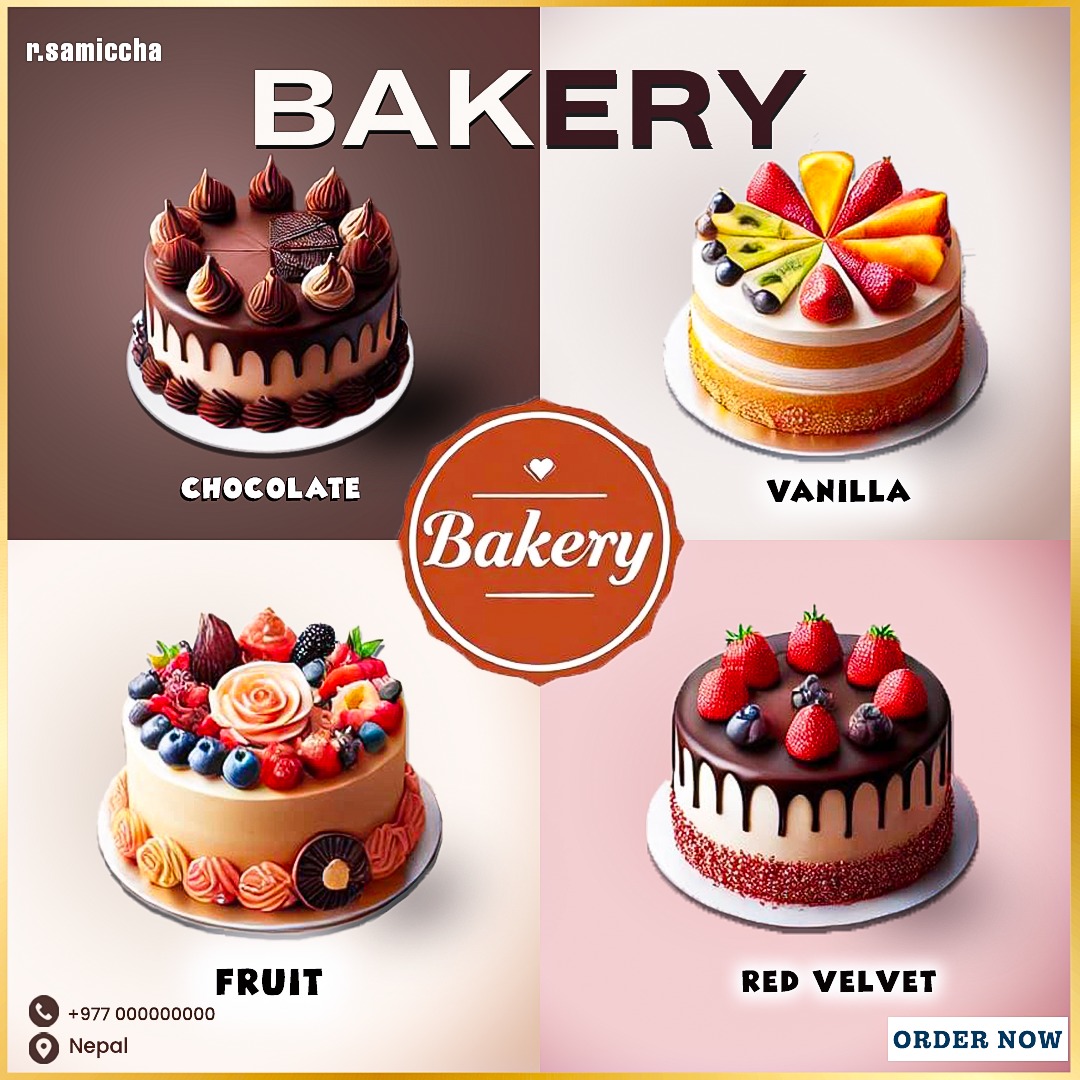 r.samiccha
BAKERY
CHOCOLATE
VANILLA
Bakery
FRUIT
RED VELVET
+977 000000000
Nepal
ORDER NOW